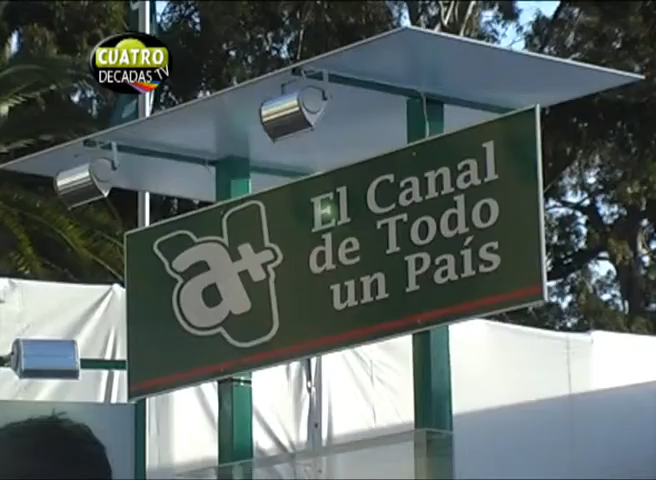 CUATRO
DECADAS TV
a+
El Canal
de Todo
un País